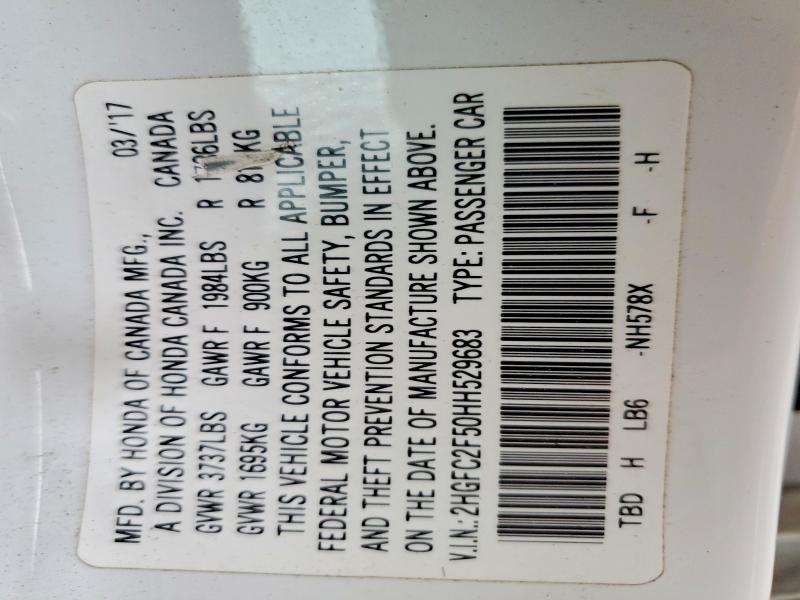 MFD. BY HONDA OF CANADA MFG., 03/'17
A DIVISION OF HONDA CANADA INC. CANADA
GVWR 3737LBS GAWR F 1984LBS R
GVWR 1695KG GAWR F 900KG R
THIS VEHICLE CONFORMS TO ALL APPLICABLE
FEDERAL MOTOR VEHICLE SAFETY, BUMPER,
AND THEFT PREVENTION STANDARDS IN EFFECT
ON THE DATE OF MANUFACTURE SHOWN ABOVE.
V.I.N.: 2HGFC2F50HH529683 TYPE: PASSENGER CAR
TBD H LB6 -NH578X -F -H